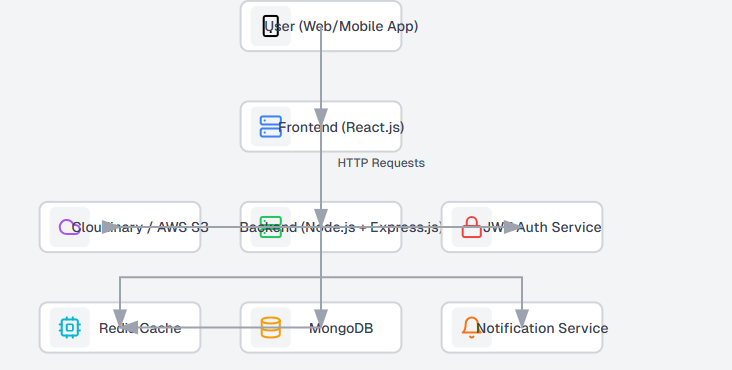 User (Web/Mobile App)
Frontend (React.js)
HTTP Requests
Cloudinary / AWS S3
Backend (Node.js + Express.js)
JWT Auth Service
Redis Cache
MongoDB
Notification Service